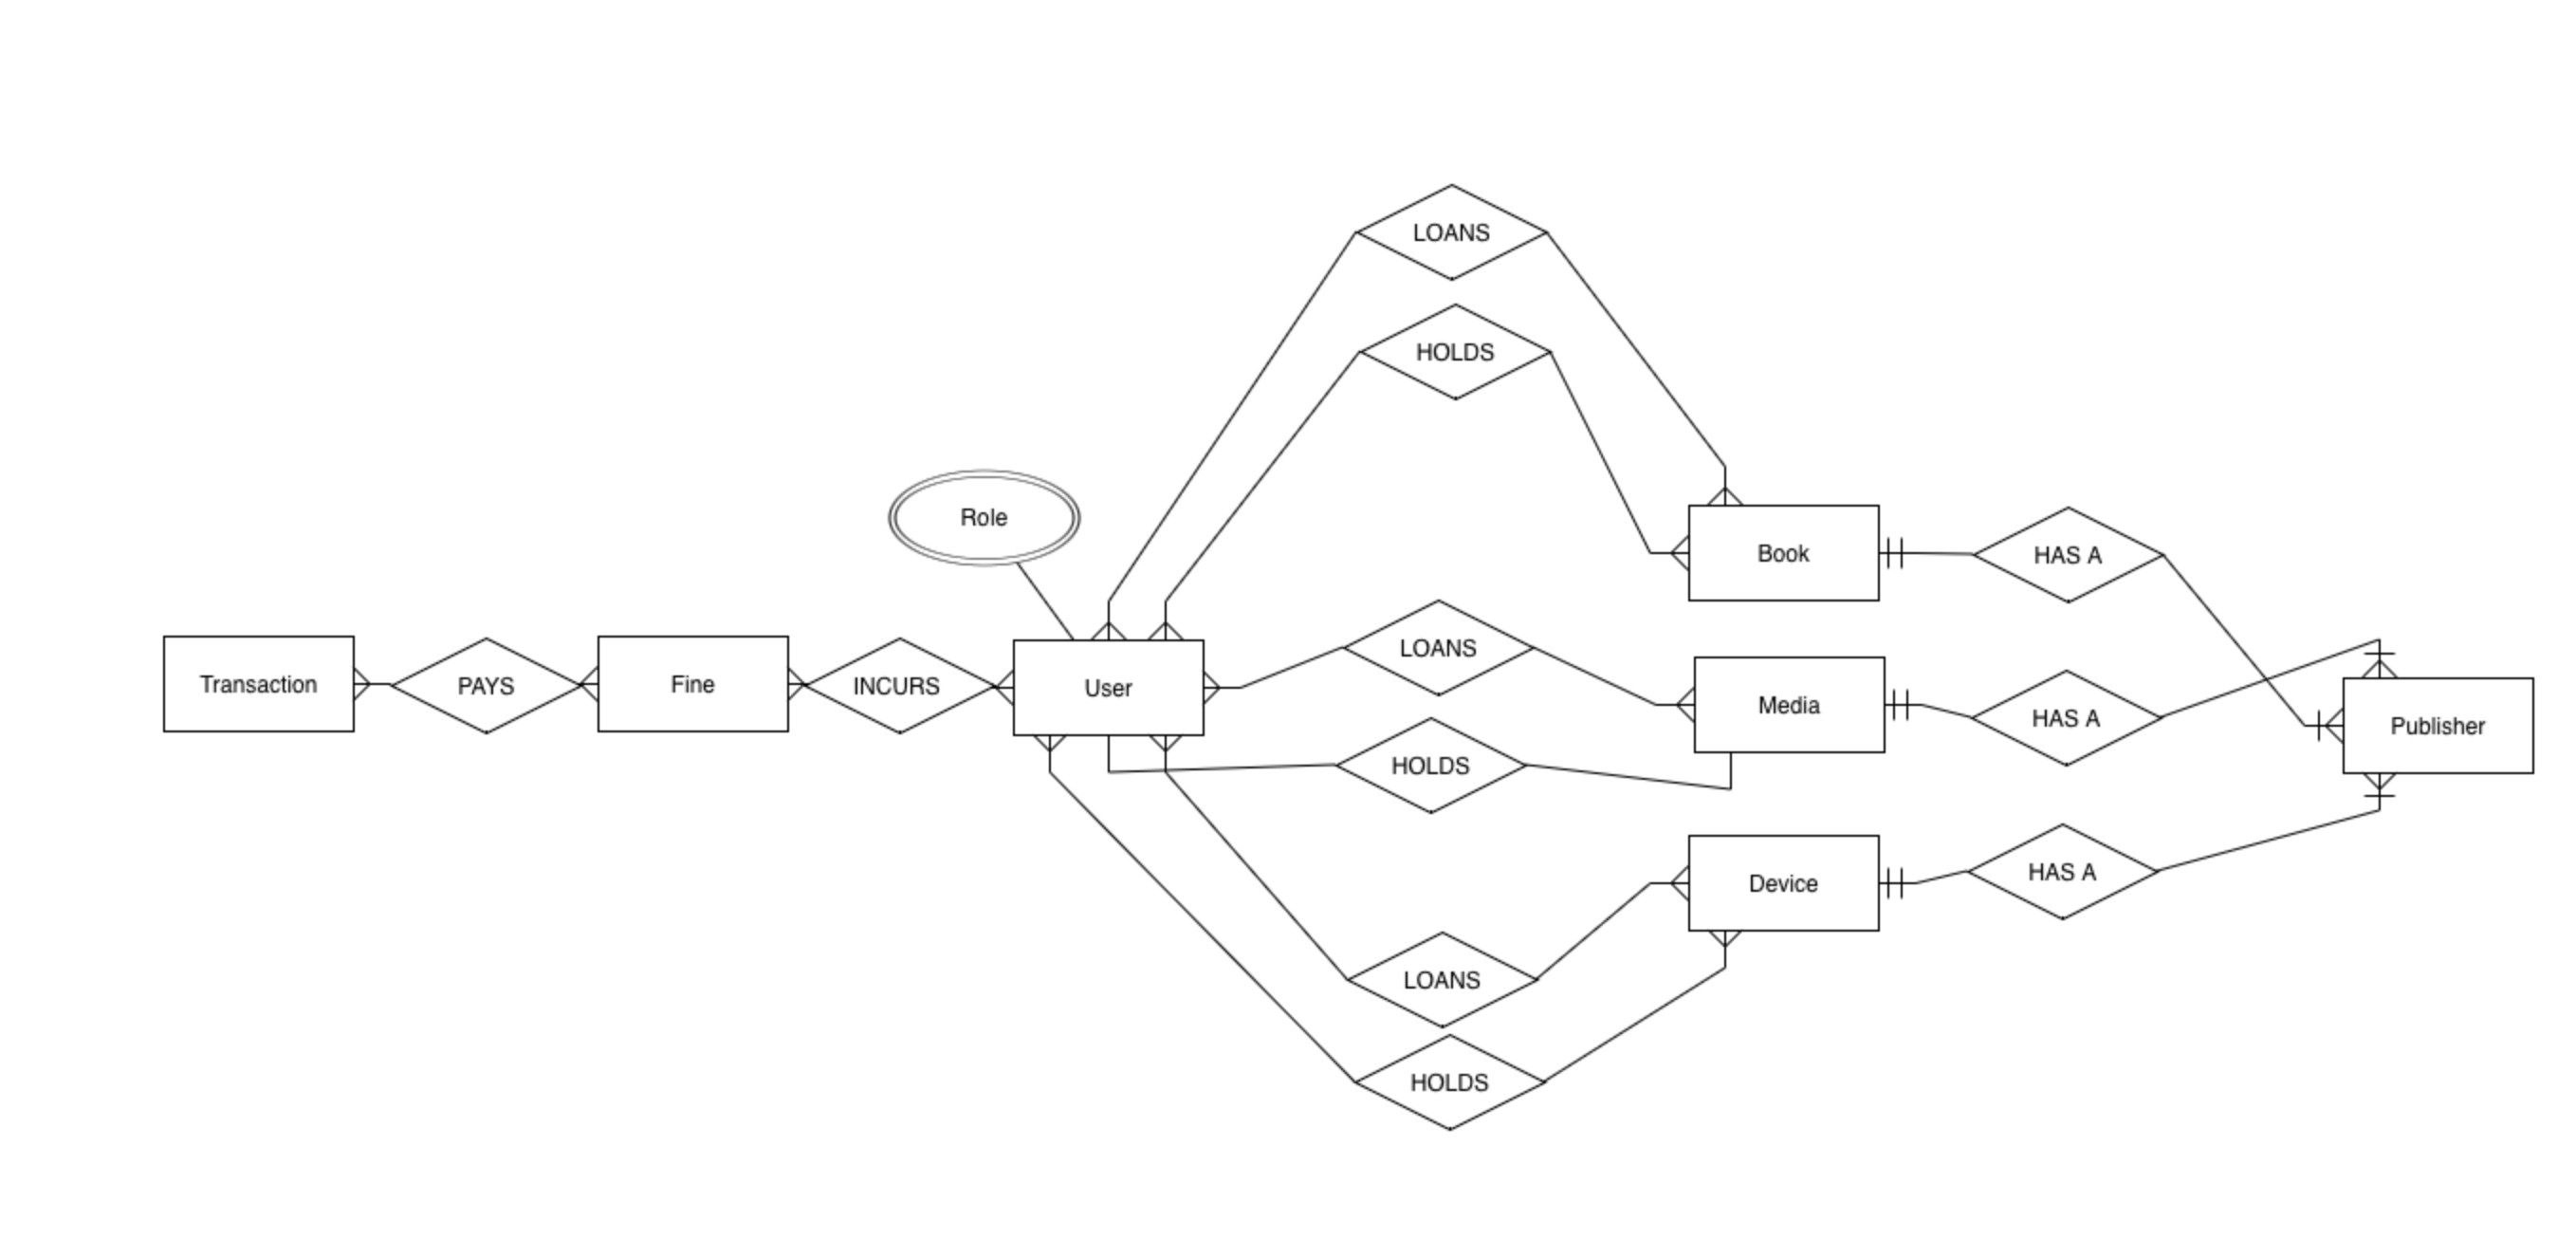 LOANS
HOLDS
Role
Book
HAS A
Transaction
PAYS
Fine
INCURS
User
LOANS
Media
HAS A
Publisher
HOLDS
Device
HAS A
LOANS
HOLDS